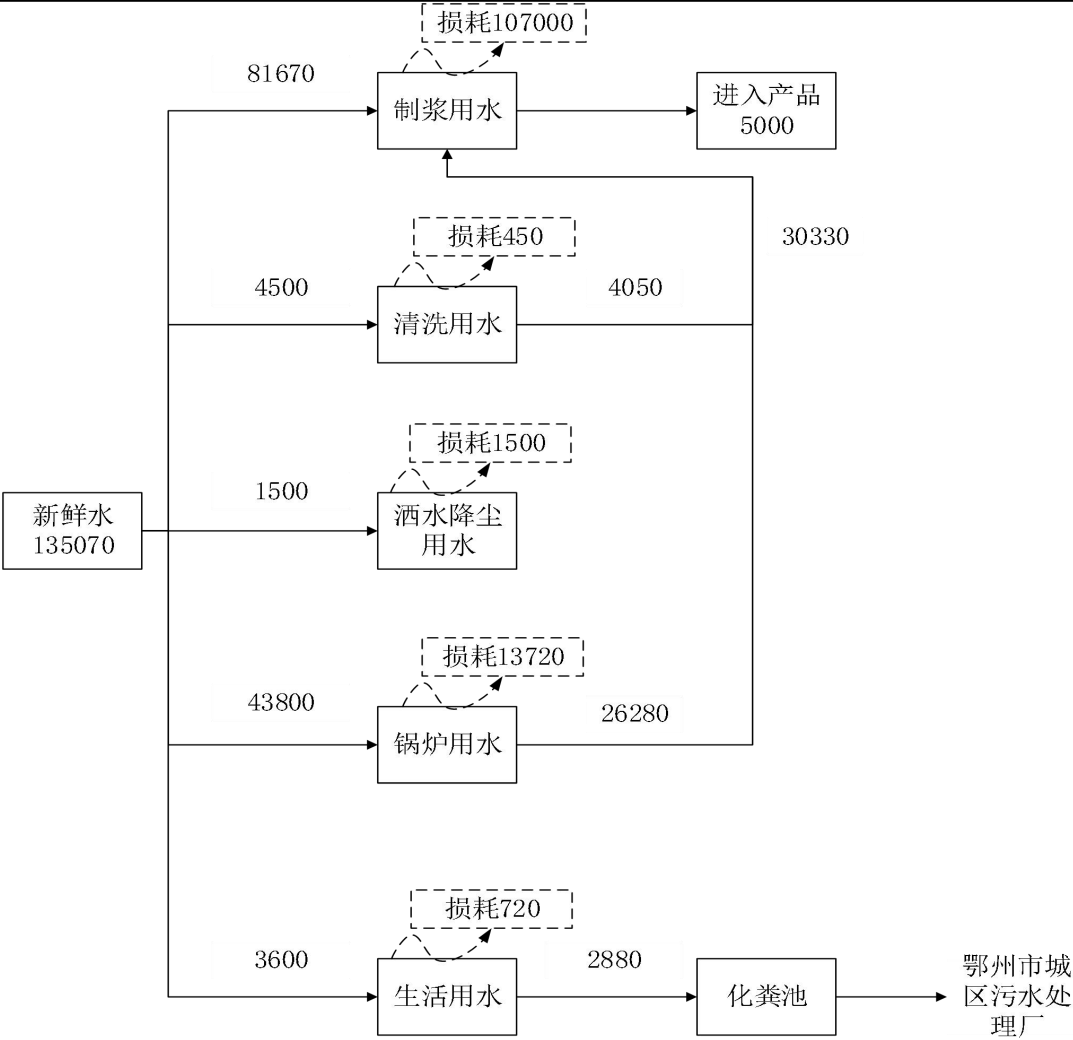 损耗107000
81670
制浆用水
进入产品
5000
30330
损耗450
4500
4050
清洗用水
损耗1500
1500
新鲜水
135070
洒水降尘
用水
损耗13720
43800
26280
锅炉用水
损耗720
3600
2880
生活用水
化粪池
鄂州市城
区污水处
理厂